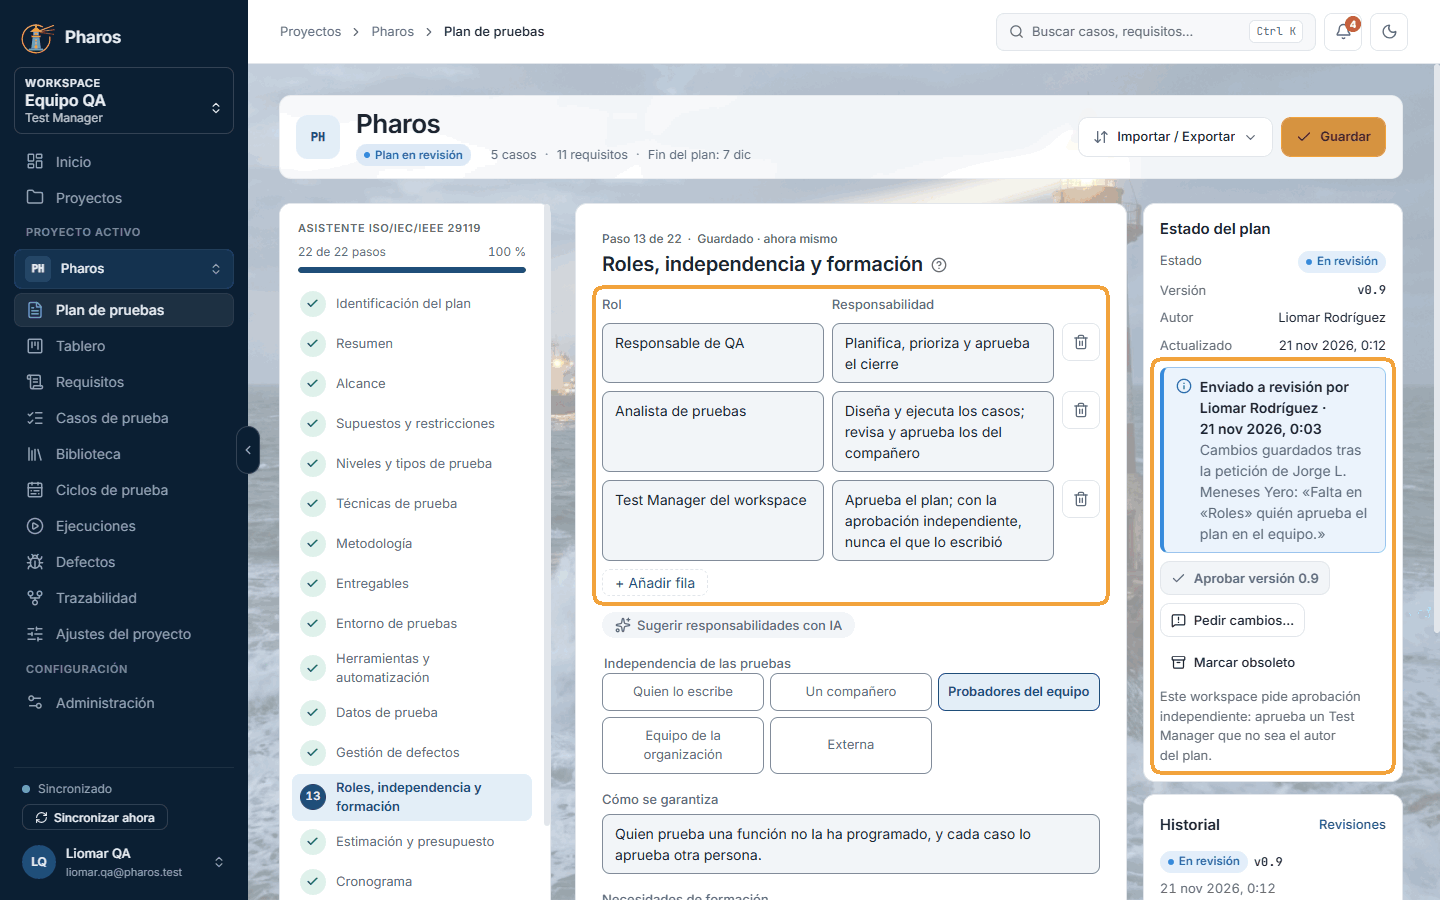 Pharos
WORKSPACE
Equipo QA
Test Manager
Inicio
Proyectos
PROYECTO ACTIVO
PH Pharos
Plan de pruebas
Tablero
Requisitos
Casos de prueba
Biblioteca
Ciclos de prueba
Ejecuciones
Defectos
Trazabilidad
Ajustes del proyecto
CONFIGURACIÓN
Administración
Sincronizado
Sincronizar ahora
LQ
Liomar QA
liomar.qa@pharos.test
Proyectos > Pharos > Plan de pruebas
Buscar casos, requisitos... Ctrl K
4
PH
Pharos
Plan en revisión 5 casos · 11 requisitos · Fin del plan: 7 dic
Importar / Exportar
Guardar
ASISTENTE ISO/IEC/IEEE 29119
22 de 22 pasos 100 %
Identificación del plan
Resumen
Alcance
Supuestos y restricciones
Niveles y tipos de prueba
Técnicas de prueba
Metodología
Entregables
Entorno de pruebas
Herramientas y
automatización
Datos de prueba
Gestión de defectos
13 Roles, independencia y
formación
Estimación y presupuesto
Cronograma
Paso 13 de 22 · Guardado · ahora mismo
Roles, independencia y formación
Rol Responsabilidad
Responsable de QA
Planifica, prioriza y aprueba
el cierre
Analista de pruebas
Diseña y ejecuta los casos;
revisa y aprueba los del
compañero
Test Manager del workspace
Aprueba el plan; con la
aprobación independiente,
nunca el que lo escribió
+ Añadir fila
Sugerir responsabilidades con IA
Independencia de las pruebas
Quien lo escribe
Un compañero
Probadores del equipo
Equipo de la
organización
Externa
Cómo se garantiza
Quien prueba una función no la ha programado, y cada caso lo
aprueba otra persona.
Necesidades de formación
Estado del plan
Estado En revisión
Versión v0.9
Autor Liomar Rodríguez
Actualizado 21 nov 2026, 0:12
Enviado a revisión por
Liomar Rodríguez ·
21 nov 2026, 0:03
Cambios guardados tras
la petición de Jorge L.
Meneses Yero: «Falta en
«Roles» quién aprueba el
plan en el equipo.»
Aprobar versión 0.9
Pedir cambios...
Marcar obsoleto
Este workspace pide aprobación
independiente: aprueba un Test
Manager que no sea el autor
del plan.
Historial Revisiones
En revisión v0.9
21 nov 2026, 0:12